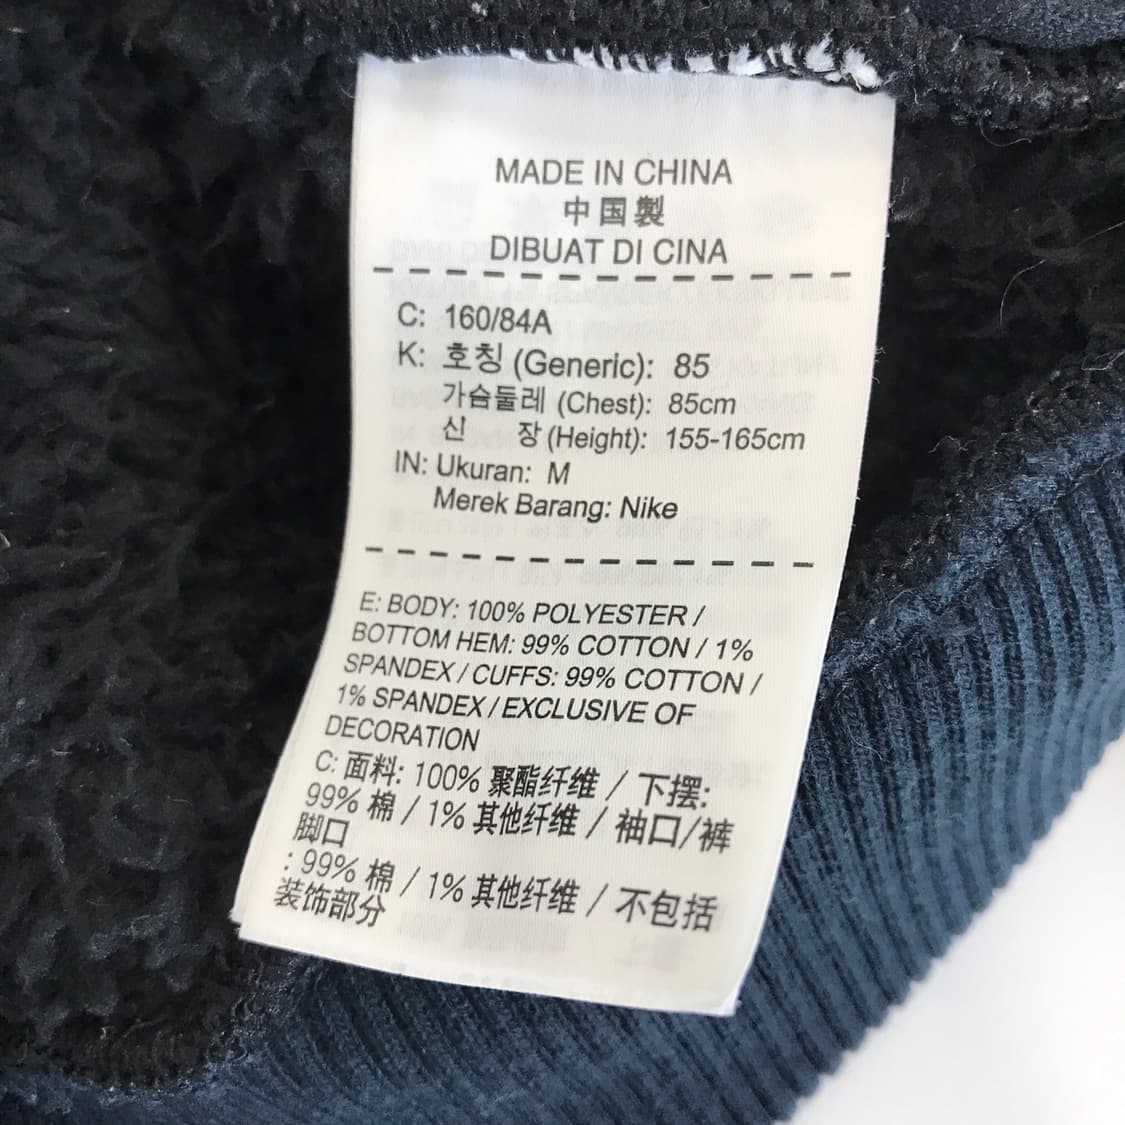 MADE IN CHINA
中国製
DIBUAT DI CINA
C: 160/84A
K: 호칭 (Generic): 85
가슴둘레 (Chest): 85cm
신 장 (Height): 155-165cm
IN: Ukuran: M
Merek Barang: Nike
E: BODY: 100% POLYESTER /
BOTTOM HEM: 99% COTTON / 1%
SPANDEX / CUFFS: 99% COTTON /
1% SPANDEX / EXCLUSIVE OF
DECORATION
C: 面料: 100% 聚酯纤维 / 下摆:
99% 棉 / 1% 其他纤维 / 袖口/裤
脚口
: 99% 棉 / 1% 其他纤维 / 不包括
装饰部分